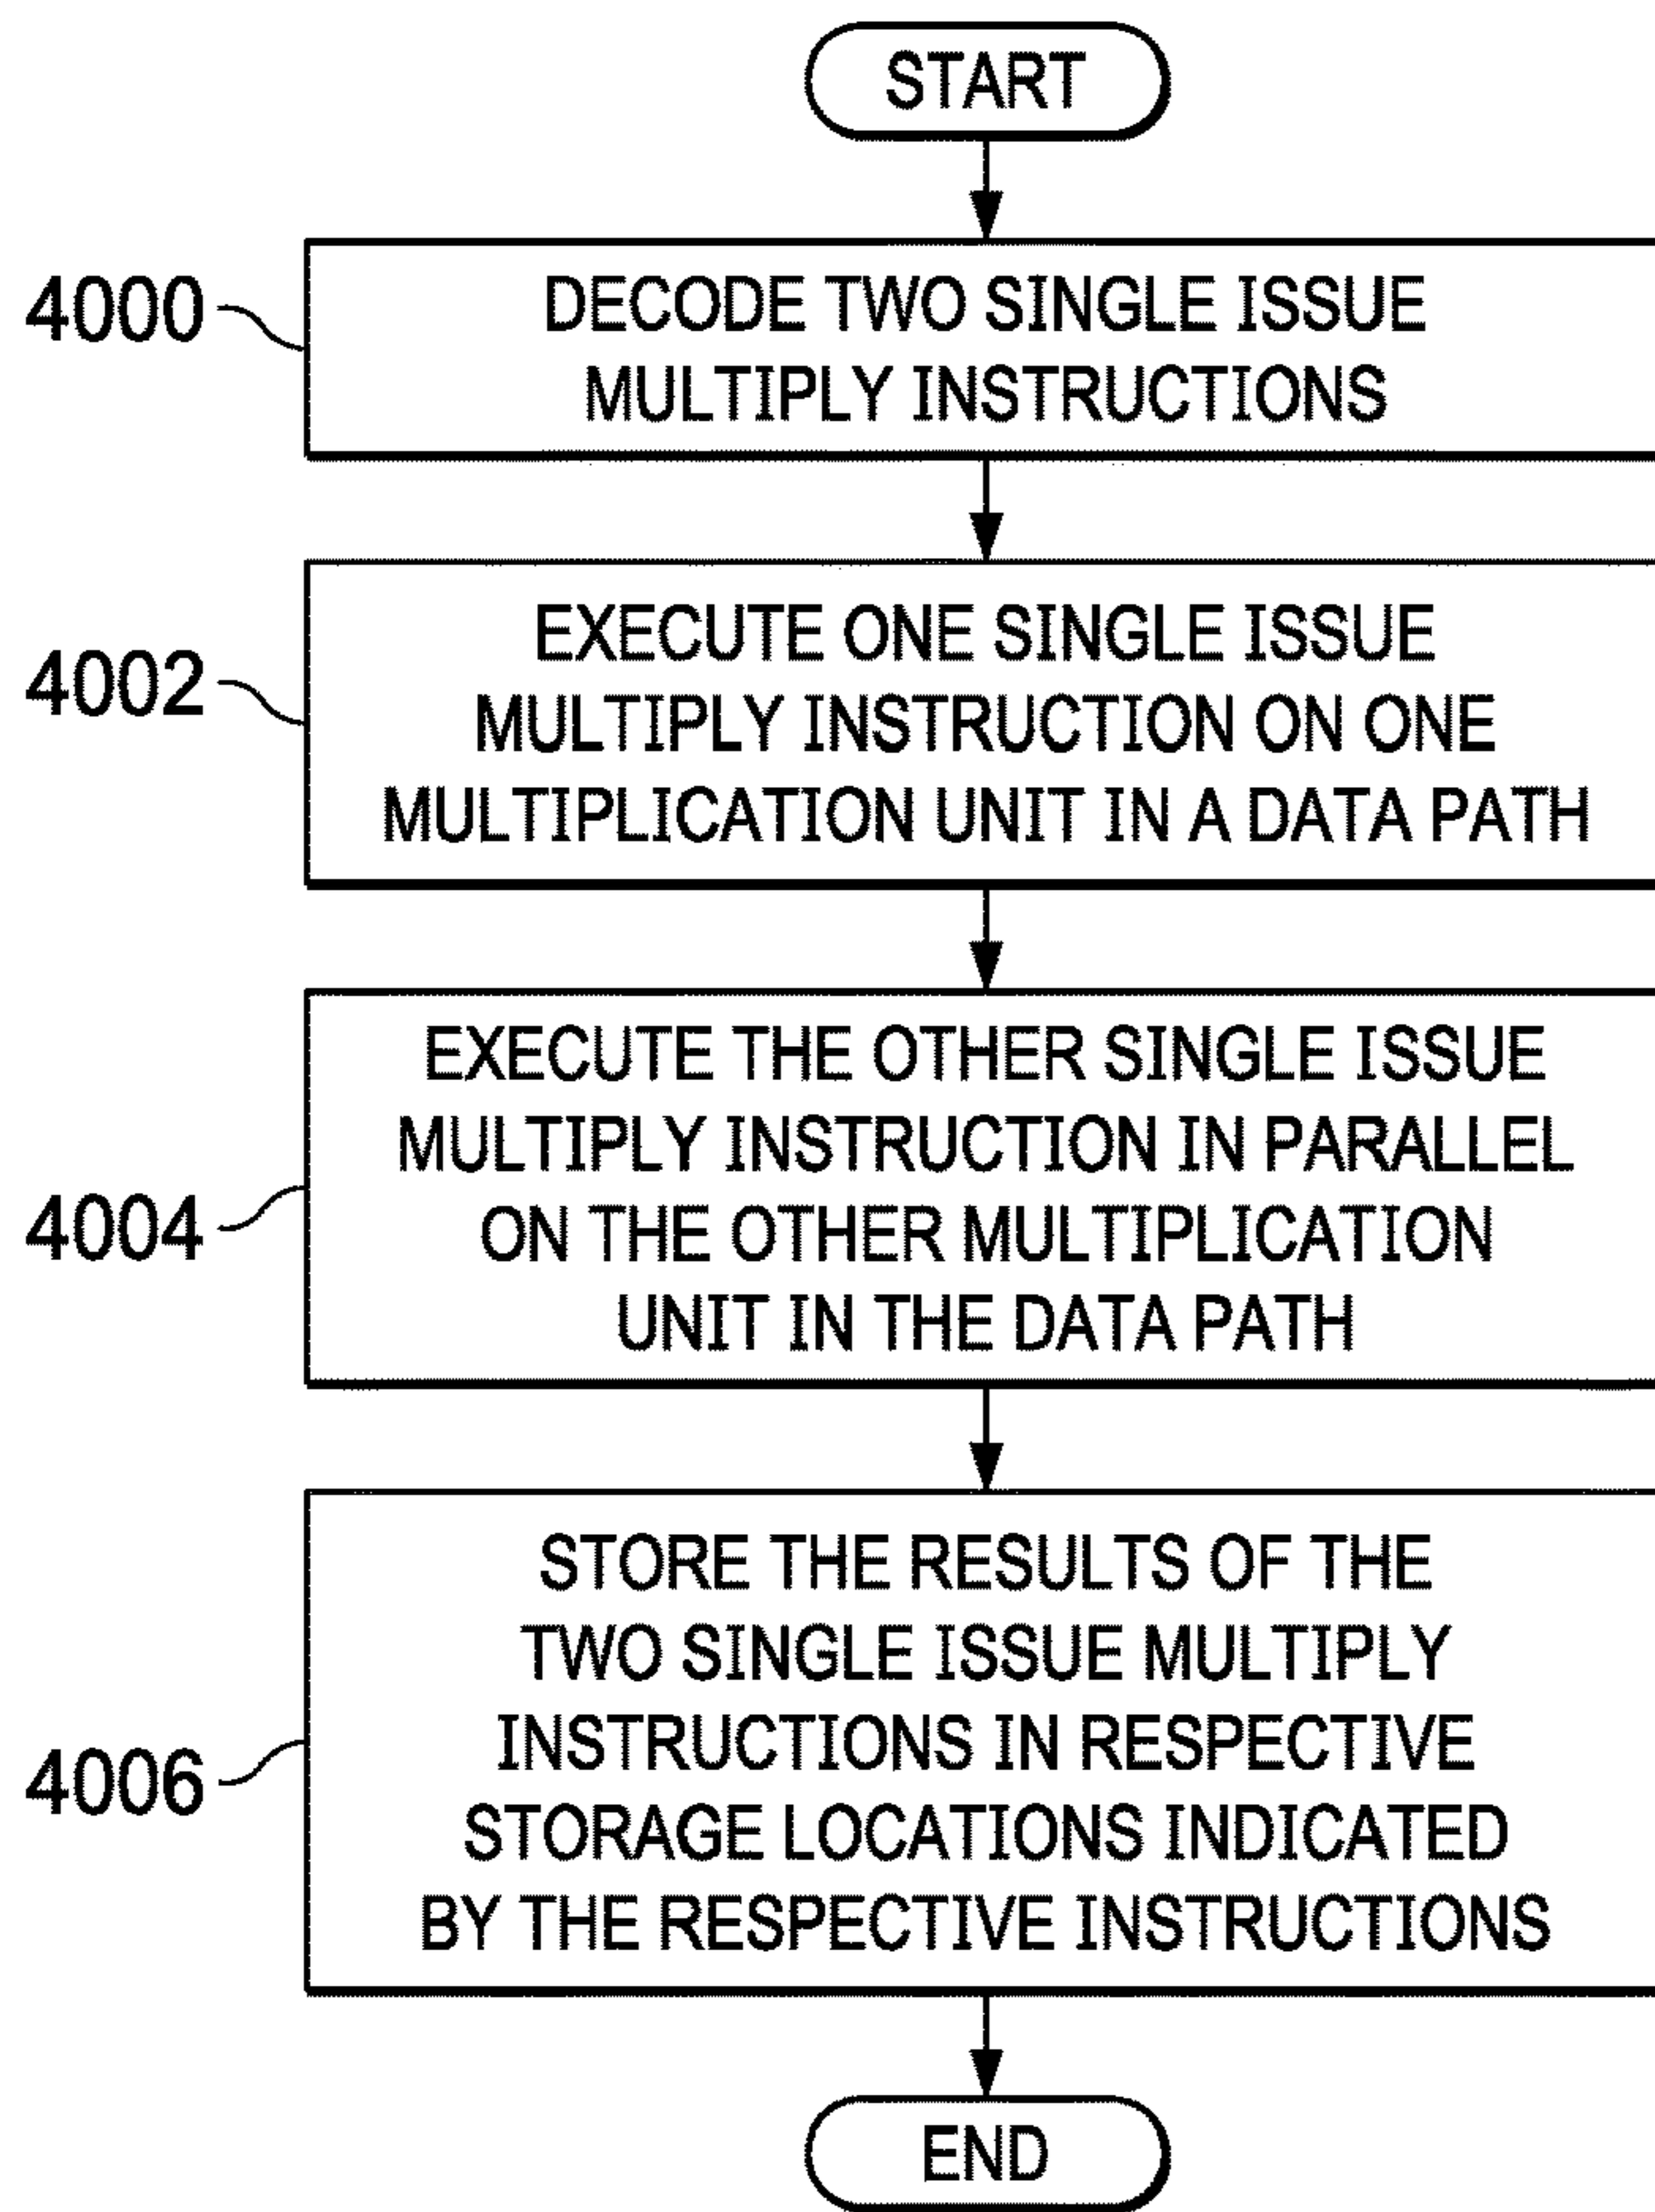 START
4000
DECODE TWO SINGLE ISSUE
MULTIPLY INSTRUCTIONS
4002
EXECUTE ONE SINGLE ISSUE
MULTIPLY INSTRUCTION ON ONE
MULTIPLICATION UNIT IN A DATA PATH
4004
EXECUTE THE OTHER SINGLE ISSUE
MULTIPLY INSTRUCTION IN PARALLEL
ON THE OTHER MULTIPLICATION
UNIT IN THE DATA PATH
4006
STORE THE RESULTS OF THE
TWO SINGLE ISSUE MULTIPLY
INSTRUCTIONS IN RESPECTIVE
STORAGE LOCATIONS INDICATED
BY THE RESPECTIVE INSTRUCTIONS
END